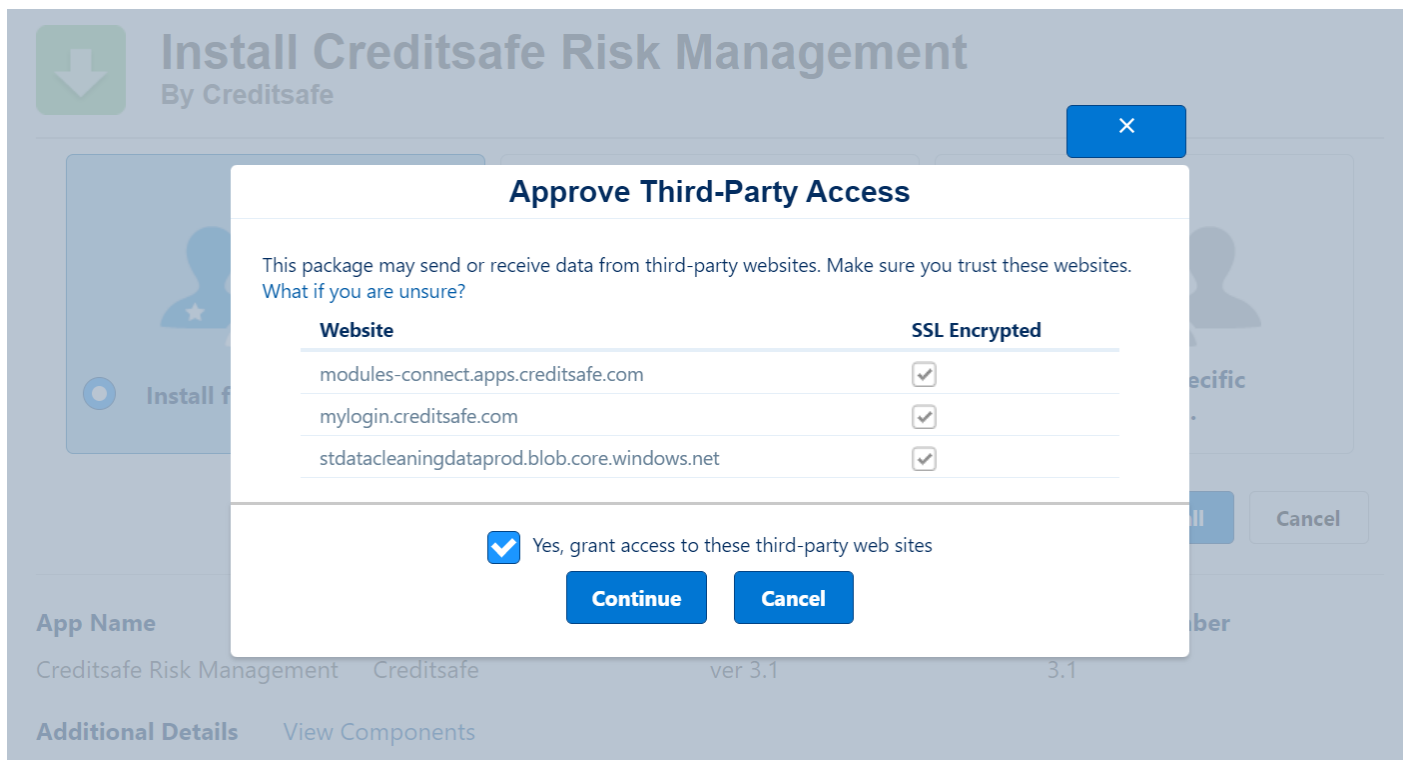 Install Creditsafe Risk Management
By Creditsafe
×
Approve Third-Party Access
This package may send or receive data from third-party websites. Make sure you trust these websites.
What if you are unsure?
Website SSL Encrypted
modules-connect.apps.creditsafe.com
mylogin.creditsafe.com
stdatacleaningdataprod.blob.core.windows.net
Install f
ecific
.
ll Cancel
Yes, grant access to these third-party web sites
Continue Cancel
App Name ber
Creditsafe Risk Management Creditsafe ver 3.1 3.1
Additional Details View Components